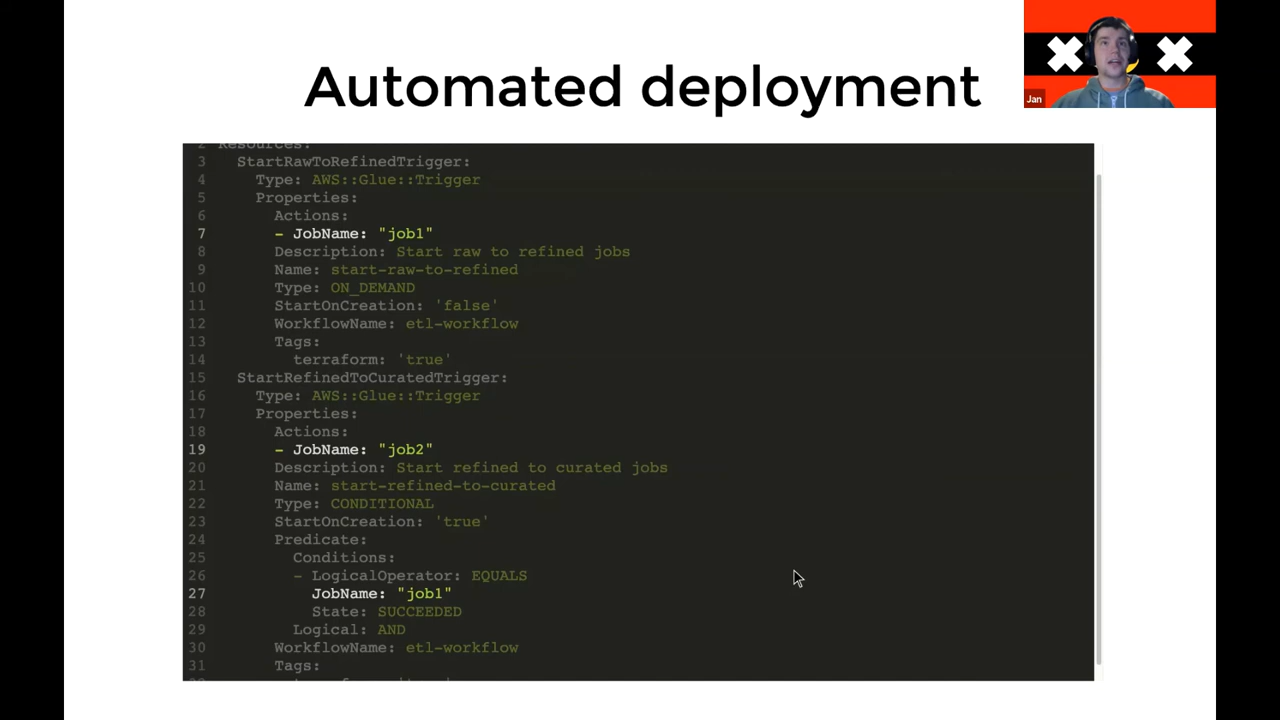 Automated deployment
Jan
2 Resources:
3 StartRawToRefinedTrigger:
4 Type: AWS::Glue::Trigger
5 Properties:
6 Actions:
7 - JobName: "job1"
8 Description: Start raw to refined jobs
9 Name: start-raw-to-refined
10 Type: ON_DEMAND
11 StartOnCreation: 'false'
12 WorkflowName: etl-workflow
13 Tags:
14 terraform: 'true'
15 StartRefinedToCuratedTrigger:
16 Type: AWS::Glue::Trigger
17 Properties:
18 Actions:
19 - JobName: "job2"
20 Description: Start refined to curated jobs
21 Name: start-refined-to-curated
22 Type: CONDITIONAL
23 StartOnCreation: 'true'
24 Predicate:
25 Conditions:
26 - LogicalOperator: EQUALS
27 JobName: "job1"
28 State: SUCCEEDED
29 Logical: AND
30 WorkflowName: etl-workflow
31 Tags: